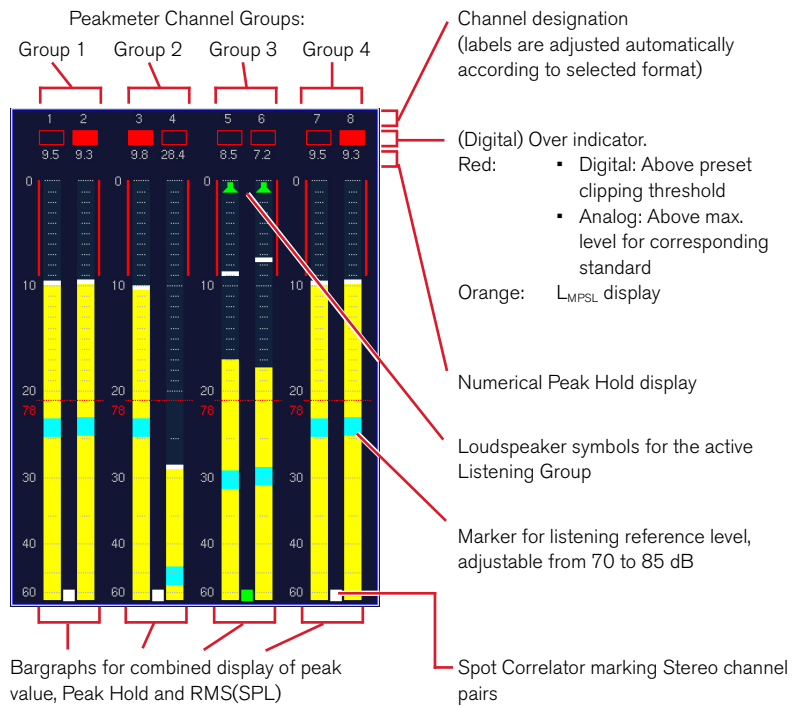 Peakmeter Channel Groups:
Group 1 Group 2 Group 3 Group 4
Channel designation
(labels are adjusted automatically
according to selected format)
1 2 3 4 5 6 7 8
(Digital) Over indicator.
Red:
▪ Digital: Above preset
clipping threshold
▪ Analog: Above max.
level for corresponding
standard
Orange: LMPSL display
9.5 9.3 9.8 28.4 8.5 7.2 9.5 9.3
0 0 0 0
10 10 10 10
20 20 20 20
78 78 78 78
30 30 30 30
40 40 40 40
60 60 60 60
Numerical Peak Hold display
Loudspeaker symbols for the active
Listening Group
Marker for listening reference level,
adjustable from 70 to 85 dB
Bargraphs for combined display of peak
value, Peak Hold and RMS(SPL)
Spot Correlator marking Stereo channel
pairs